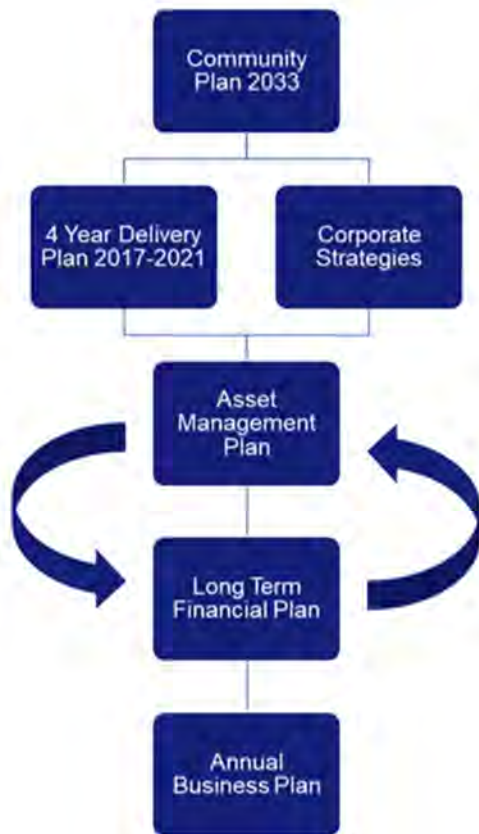 Community
Plan 2033
4 Year Delivery
Plan 2017-2021
Corporate
Strategies
Asset
Management
Plan
Long Term
Financial Plan
Annual
Business Plan